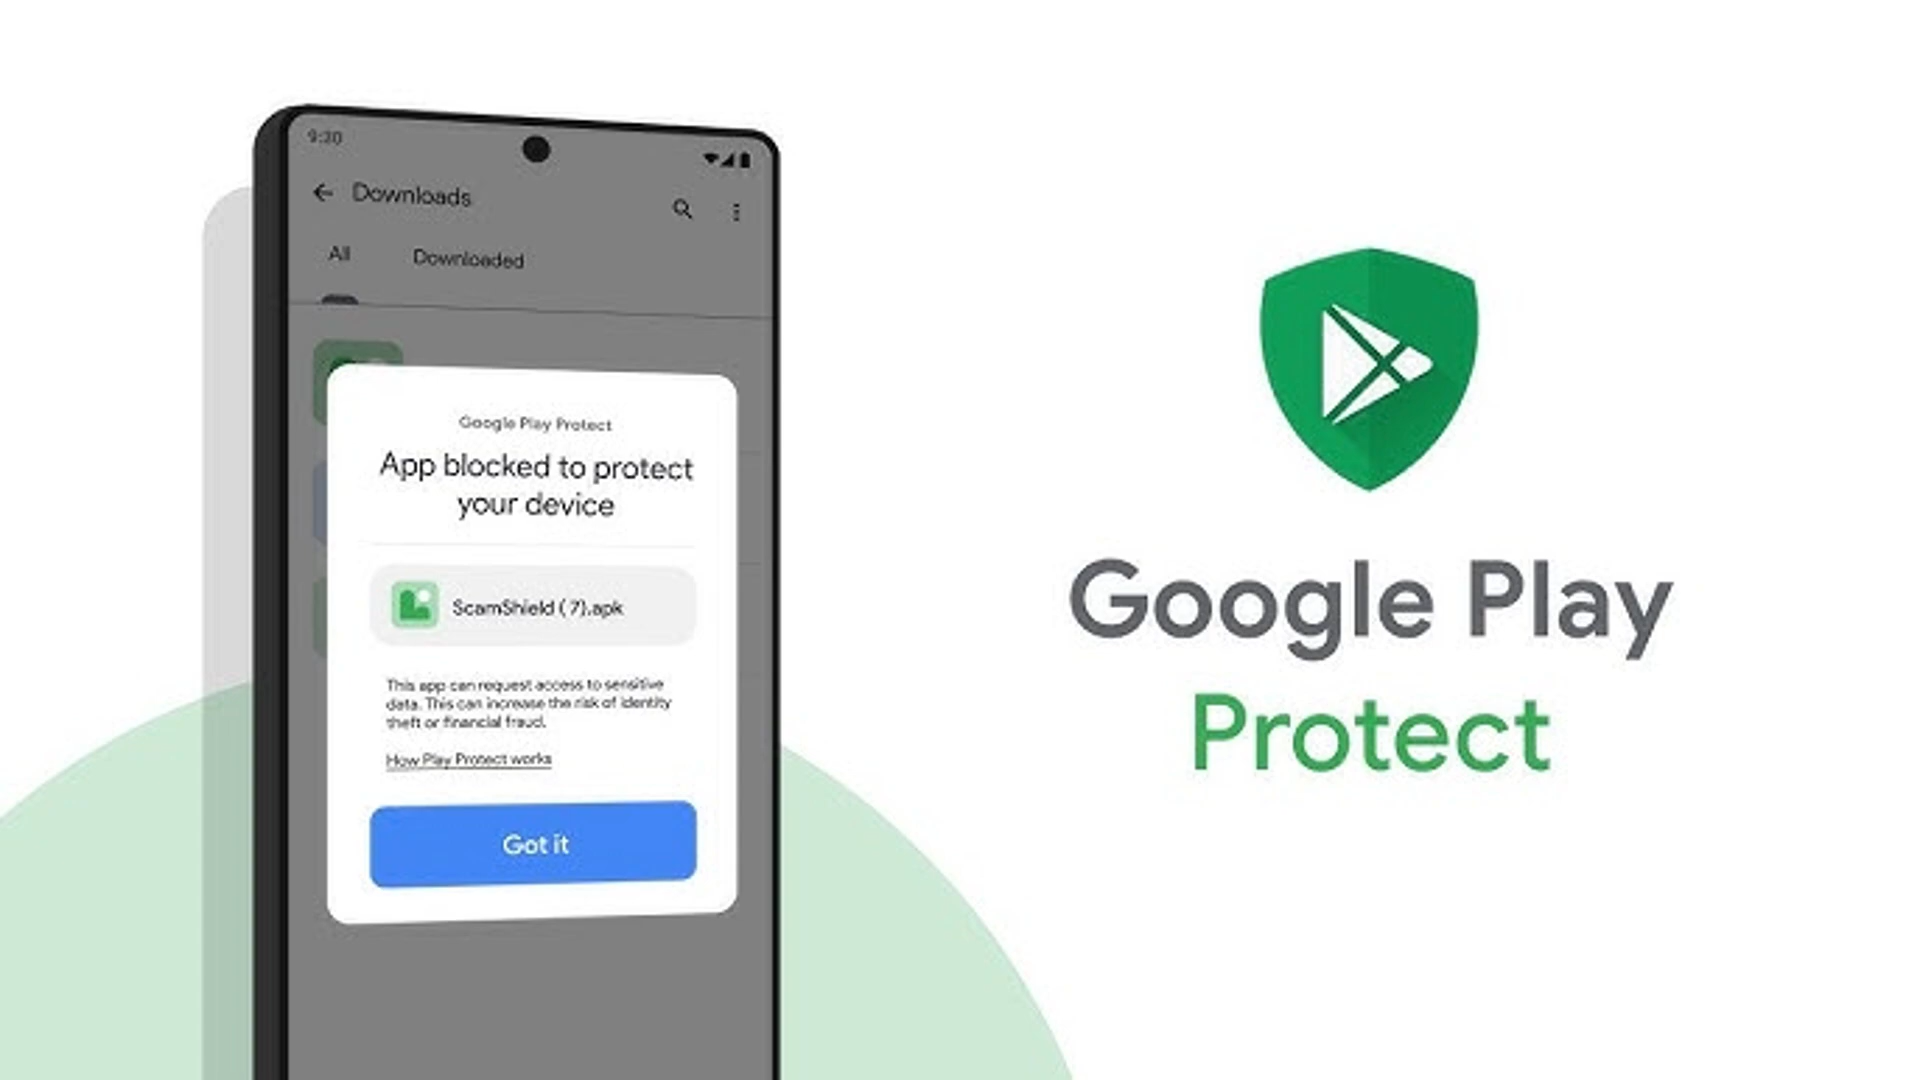 9:30
Downloads
All Downloaded
Google Play Protect
App blocked to protect
your device
ScamShield ( 7).apk
This app can request access to sensitive
data. This can increase the risk of identity
theft or financial fraud.
How Play Protect works
Got it
Google Play
Protect